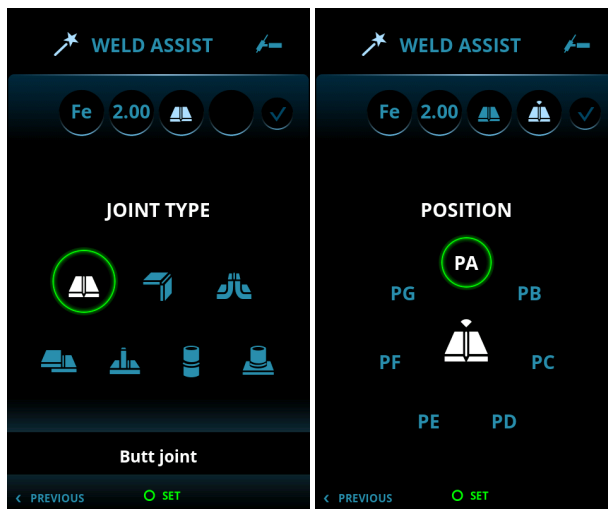 WELD ASSIST
Fe 2.00
JOINT TYPE
Butt joint
PREVIOUS SET
WELD ASSIST
Fe 2.00
POSITION
PA
PG PB
PF PC
PE PD
PREVIOUS SET